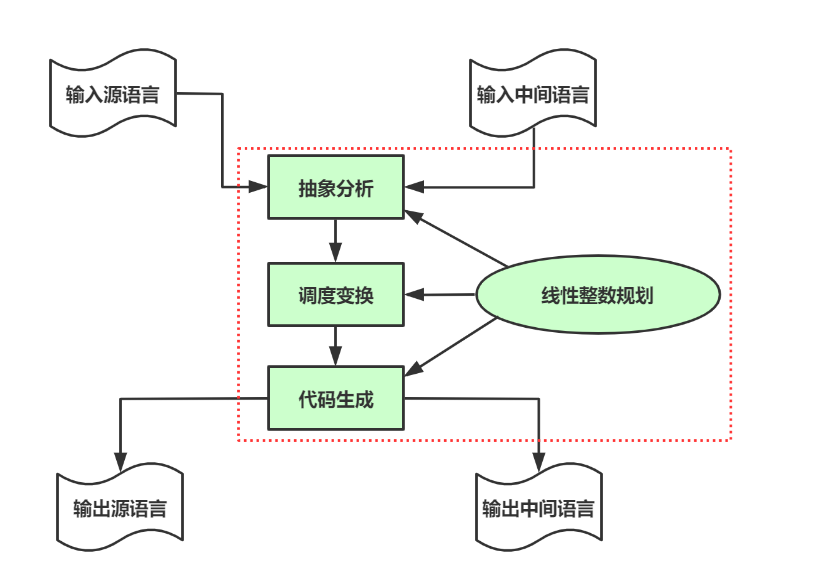 输入源语言
输入中间语言
抽象分析
调度变换
线性整数规划
代码生成
输出源语言
输出中间语言